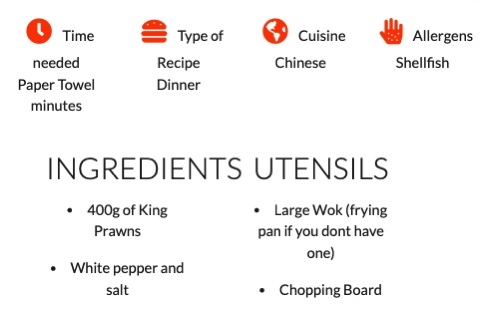 Time needed
Paper Towel minutes
Type of Recipe
Dinner
Cuisine
Chinese
Allergens
Shellfish
INGREDIENTS
• 400g of King Prawns
• White pepper and salt
UTENSILS
• Large Wok (frying pan if you dont have one)
• Chopping Board